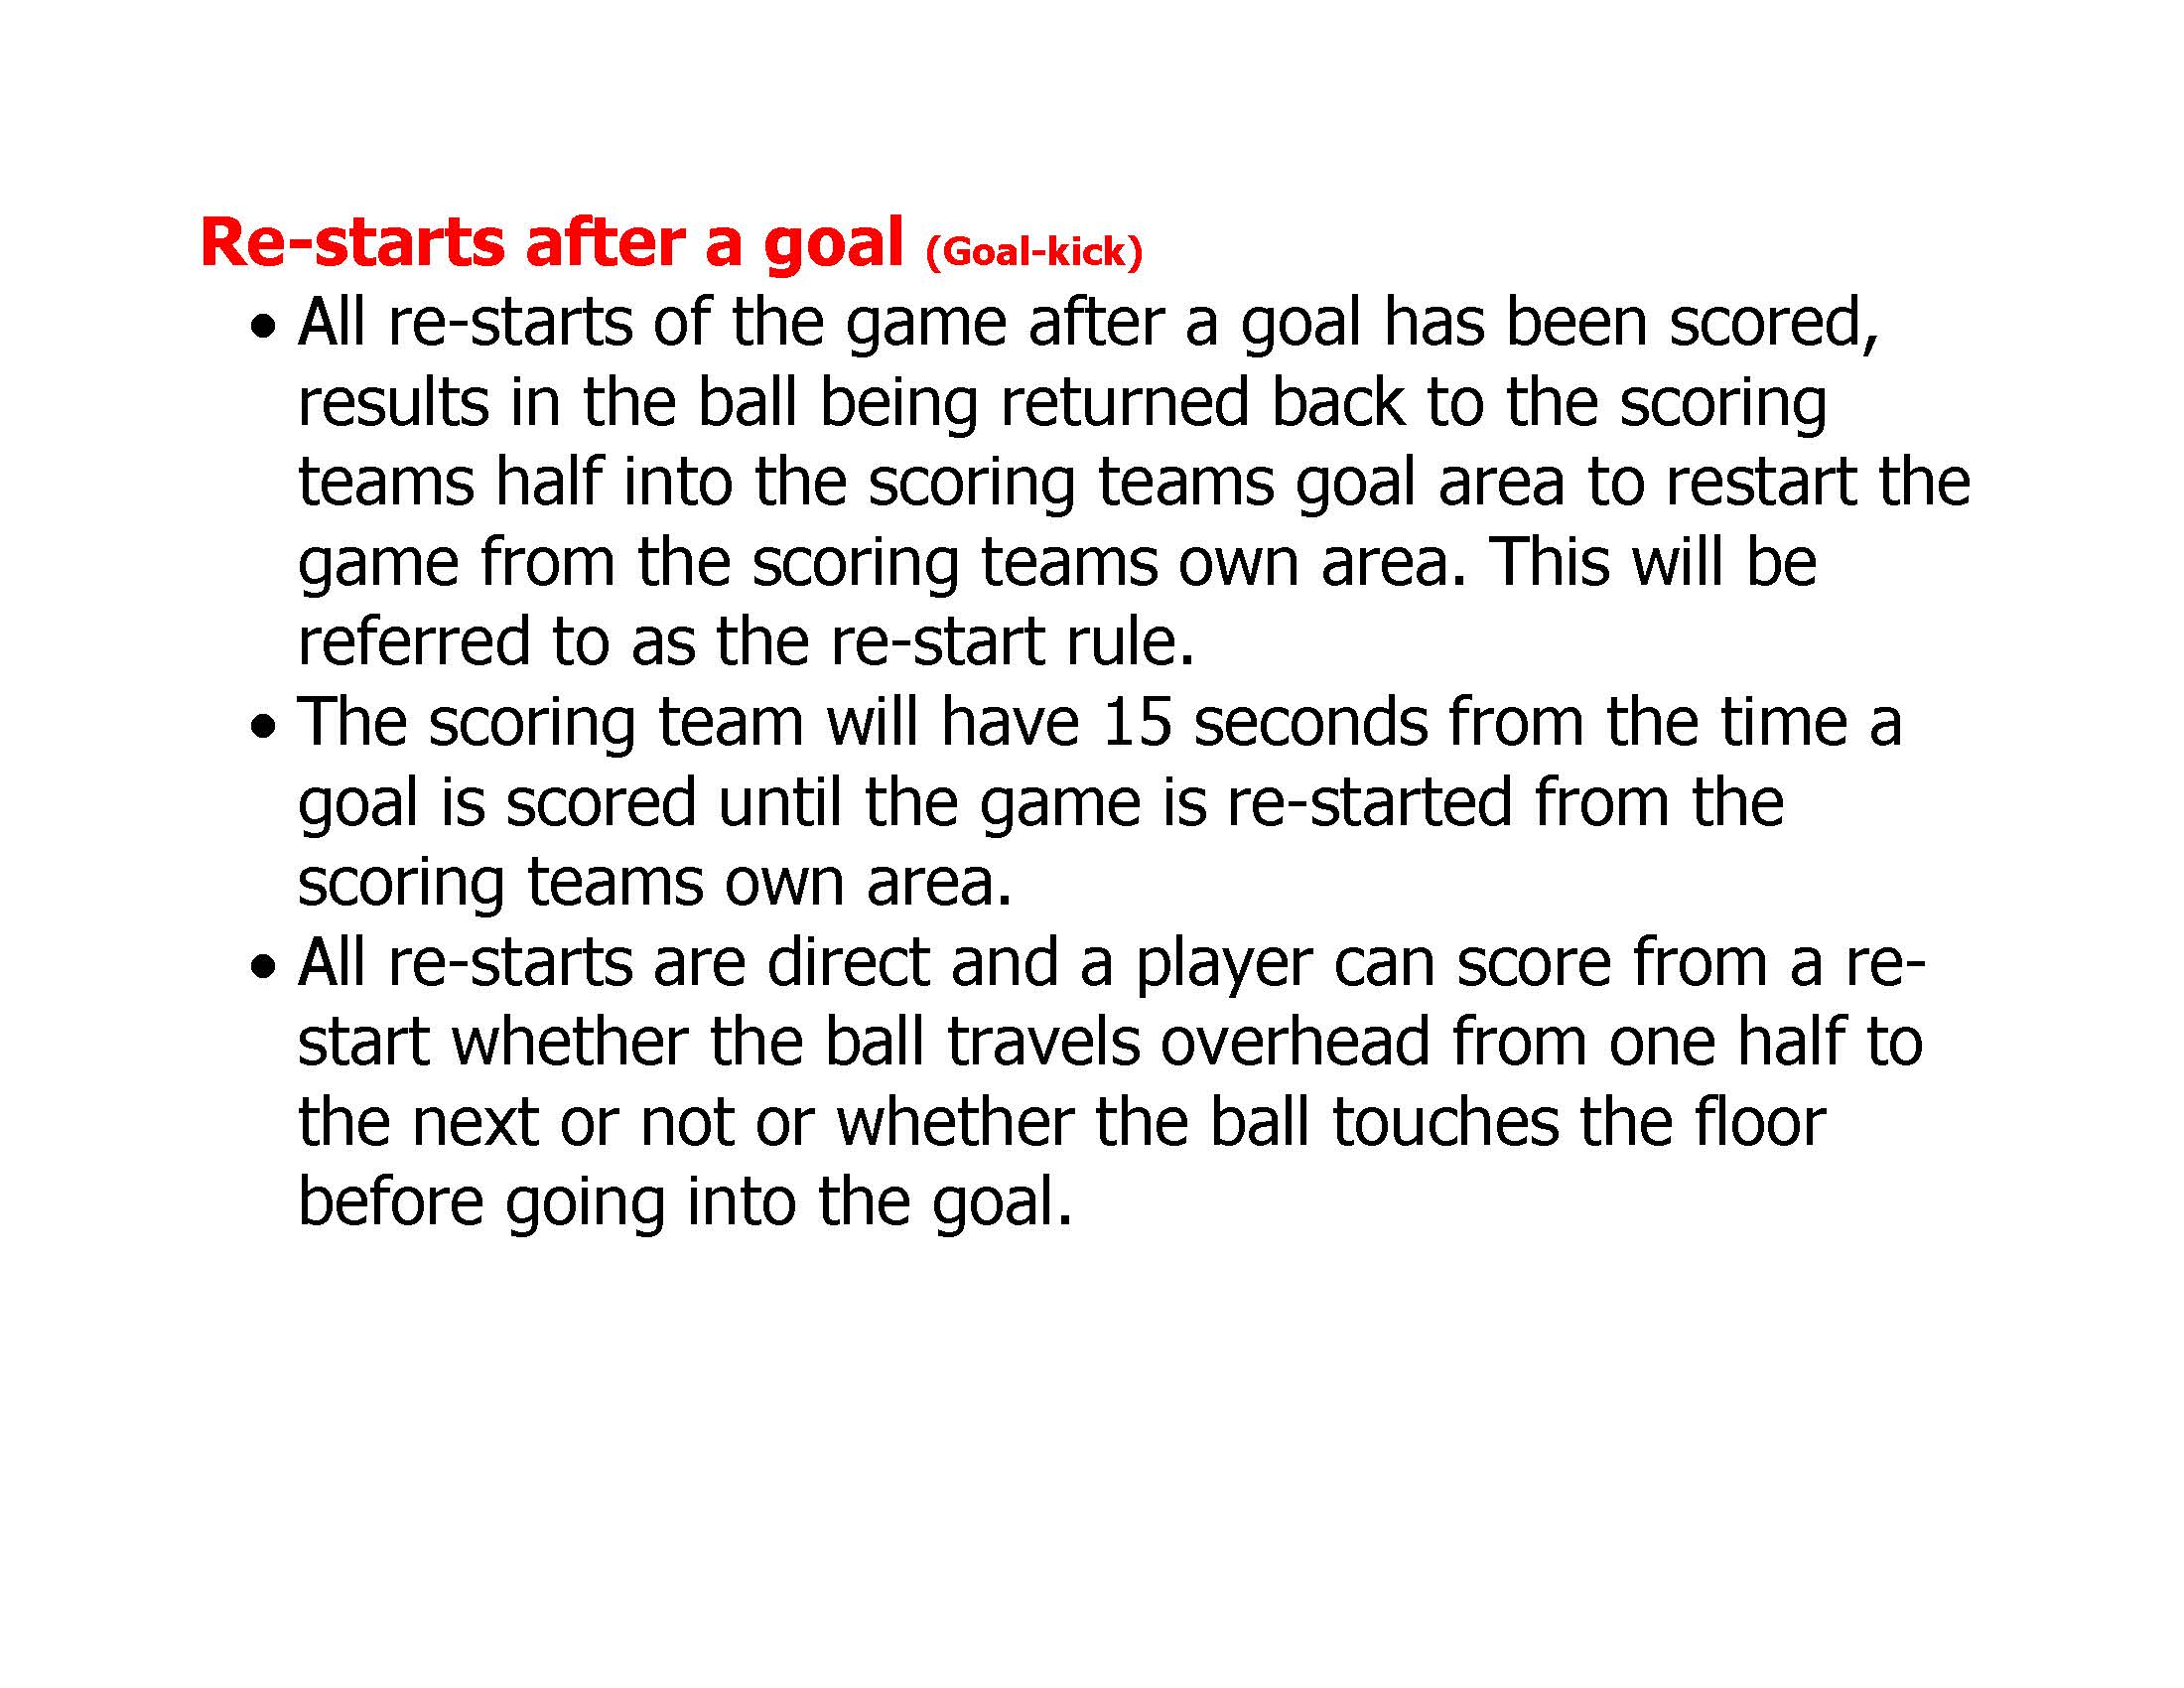 Re-starts after a goal (Goal-kick)
• All re-starts of the game after a goal has been scored,
results in the ball being returned back to the scoring
teams half into the scoring teams goal area to restart the
game from the scoring teams own area. This will be
referred to as the re-start rule.
• The scoring team will have 15 seconds from the time a
goal is scored until the game is re-started from the
scoring teams own area.
• All re-starts are direct and a player can score from a re-
start whether the ball travels overhead from one half to
the next or not or whether the ball touches the floor
before going into the goal.